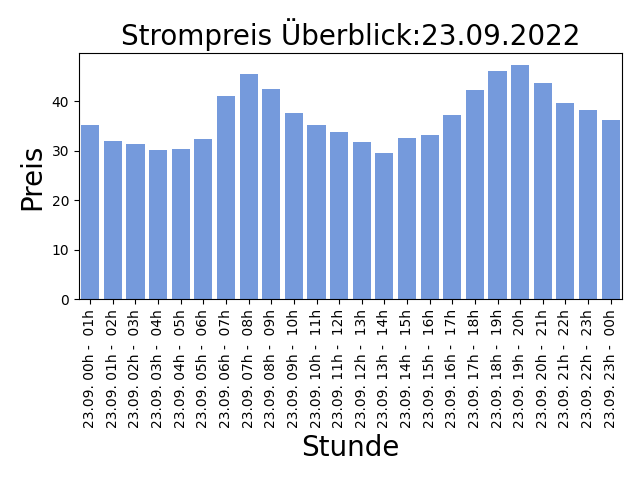 Strompreis Überblick:23.09.2022
Preis
40
30
20
10
0
23.09. 00h - 01h
23.09. 01h - 02h
23.09. 02h - 03h
23.09. 03h - 04h
23.09. 04h - 05h
23.09. 05h - 06h
23.09. 06h - 07h
23.09. 07h - 08h
23.09. 08h - 09h
23.09. 09h - 10h
23.09. 10h - 11h
23.09. 11h - 12h
23.09. 12h - 13h
23.09. 13h - 14h
23.09. 14h - 15h
23.09. 15h - 16h
23.09. 16h - 17h
23.09. 17h - 18h
23.09. 18h - 19h
23.09. 19h - 20h
23.09. 20h - 21h
23.09. 21h - 22h
23.09. 22h - 23h
23.09. 23h - 00h
Stunde